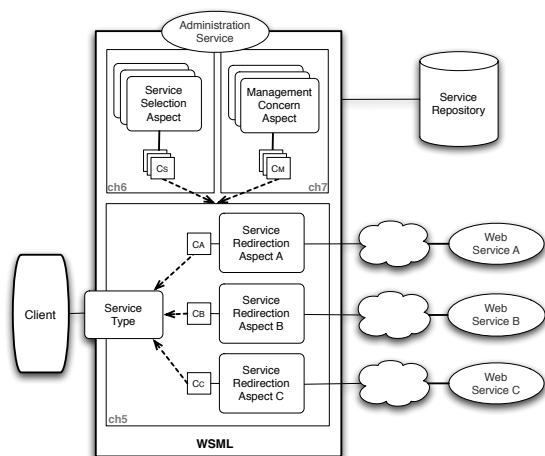 Administration
Service
Service
Selection
Aspect
Management
Concern
Aspect
Service
Repository
CS
CM
ch6
ch7
CA
Service
Redirection
Aspect A
Web
Service A
Client
Service
Type
CB
Service
Redirection
Aspect B
Web
Service B
CC
Service
Redirection
Aspect C
Web
Service C
ch5
WSML